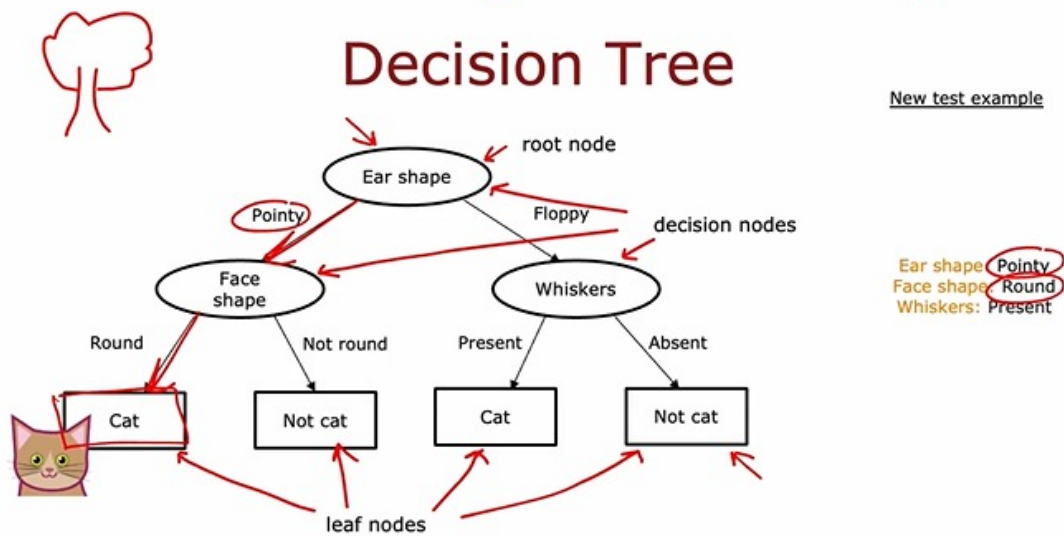 Decision Tree
New test example
root node
Ear shape
Pointy
Floppy
decision nodes
Face
shape
Whiskers
Ear shape: Pointy
Face shape: Round
Whiskers: Present
Round
Not round
Present
Absent
Cat
Not cat
Cat
Not cat
leaf nodes